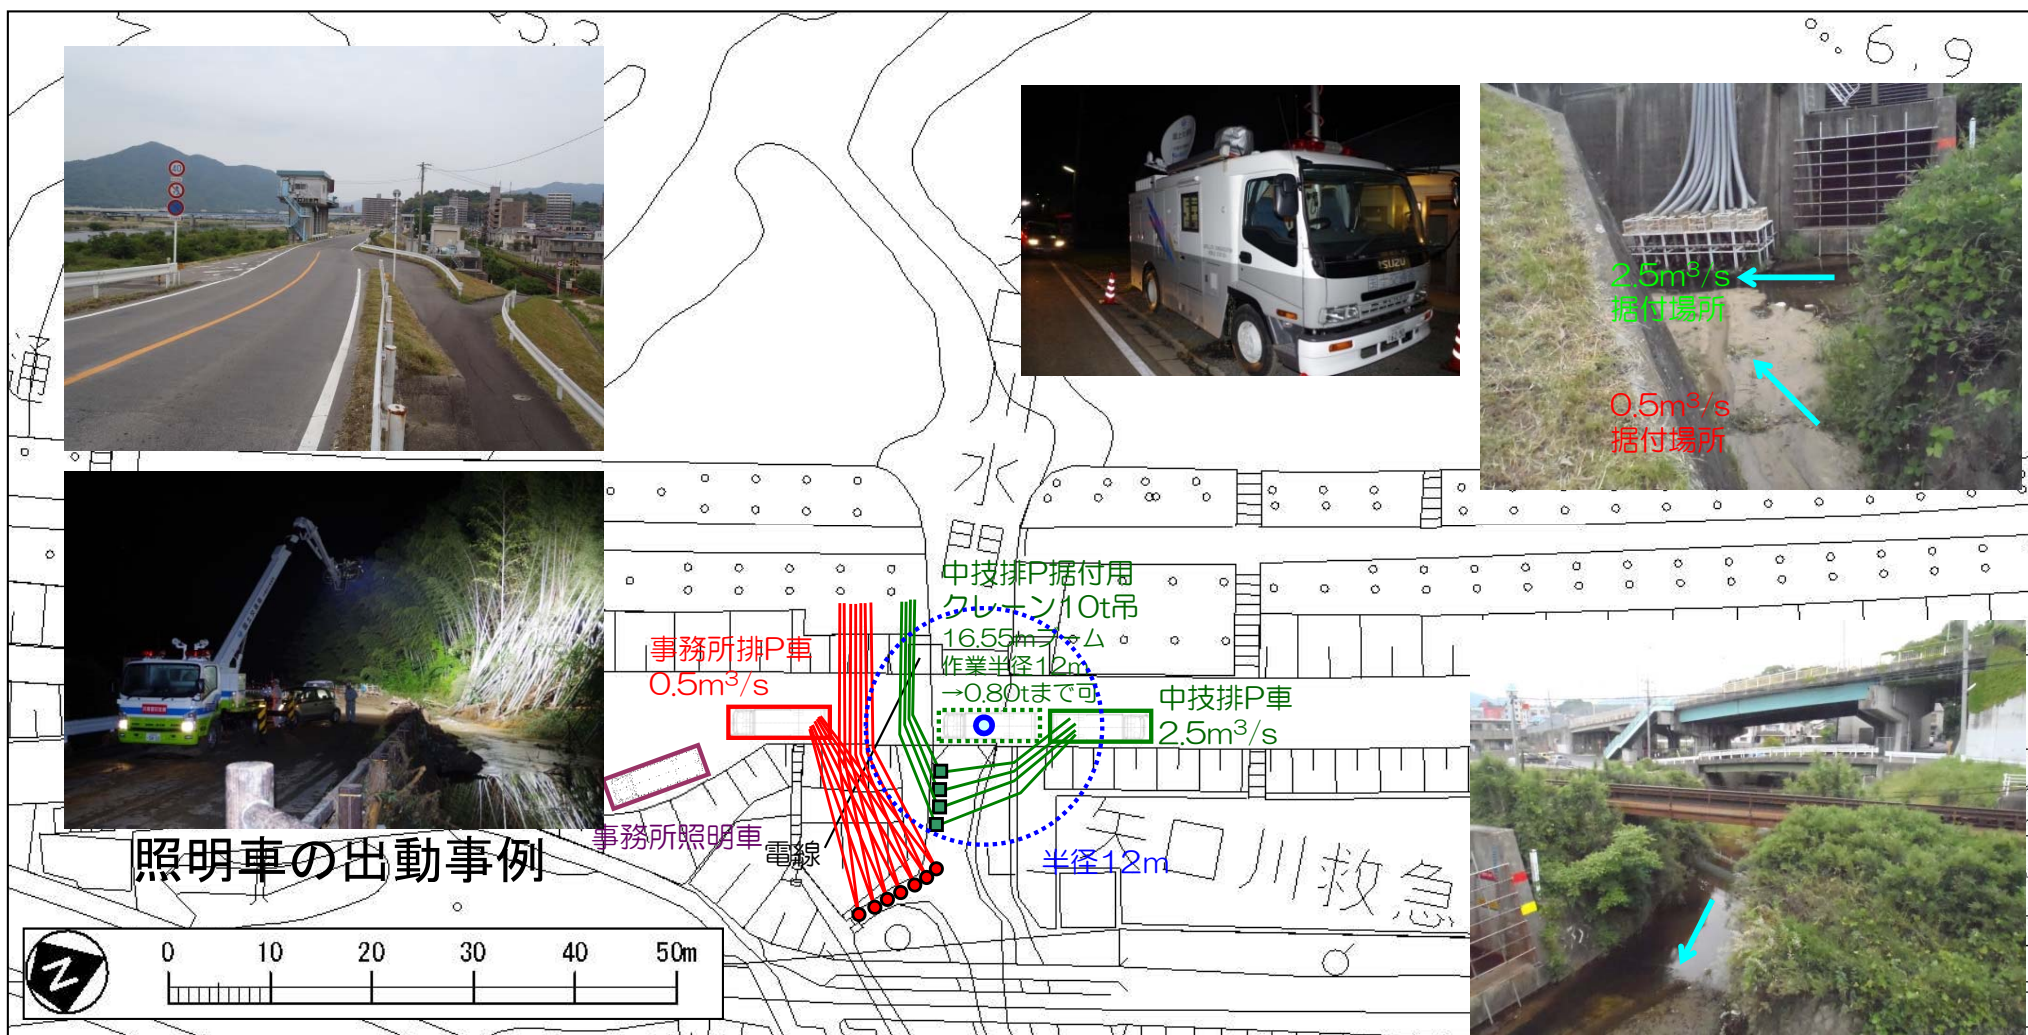 6.9
40
ISUZU
2.5m³/s
据付場所
0.5m³/s
据付場所
水
中技排P据付用
クレーン10t吊
16.55mブーム
作業半径12m
→0.80tまで可
事務所排P車
0.5m³/s
中技排P車
2.5m³/s
事務所照明車
電線
半径12m
矢口川救急
照明車の出動事例
0 10 20 30 40 50m
Z